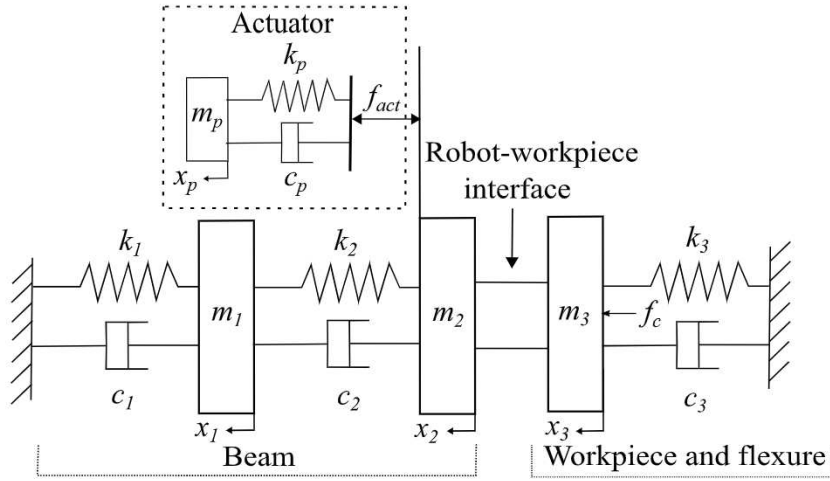 Actuator
k_p
m_p
f_act
x_p
c_p
Robot-workpiece
interface
k_1
k_2
k_3
m_1
m_2
m_3
f_c
c_1
c_2
c_3
x_1
x_2
x_3
Beam
Workpiece and flexure